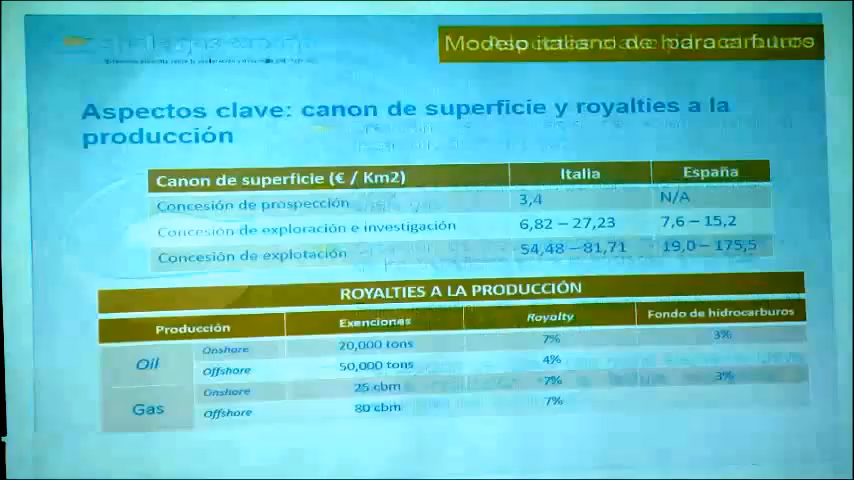 Modelo italiano de hidrocarburos
Aspectos clave: canon de superficie y royalties a la
producción
Canon de superficie (€ / Km2) Italia España
Concesión de prospección 3,4 N/A
Concesión de exploración e investigación 6,82 – 27,23 7,6 – 15,2
Concesión de explotación 54,48 – 81,71 19,0 – 175,5
ROYALTIES A LA PRODUCCIÓN
Producción Exenciones Royalty Fondo de hidrocarburos
Oil Onshore 20,000 tons 7% 3%
Offshore 50,000 tons 4%
Gas Onshore 25 cbm 7% 3%
Offshore 80 cbm 7%